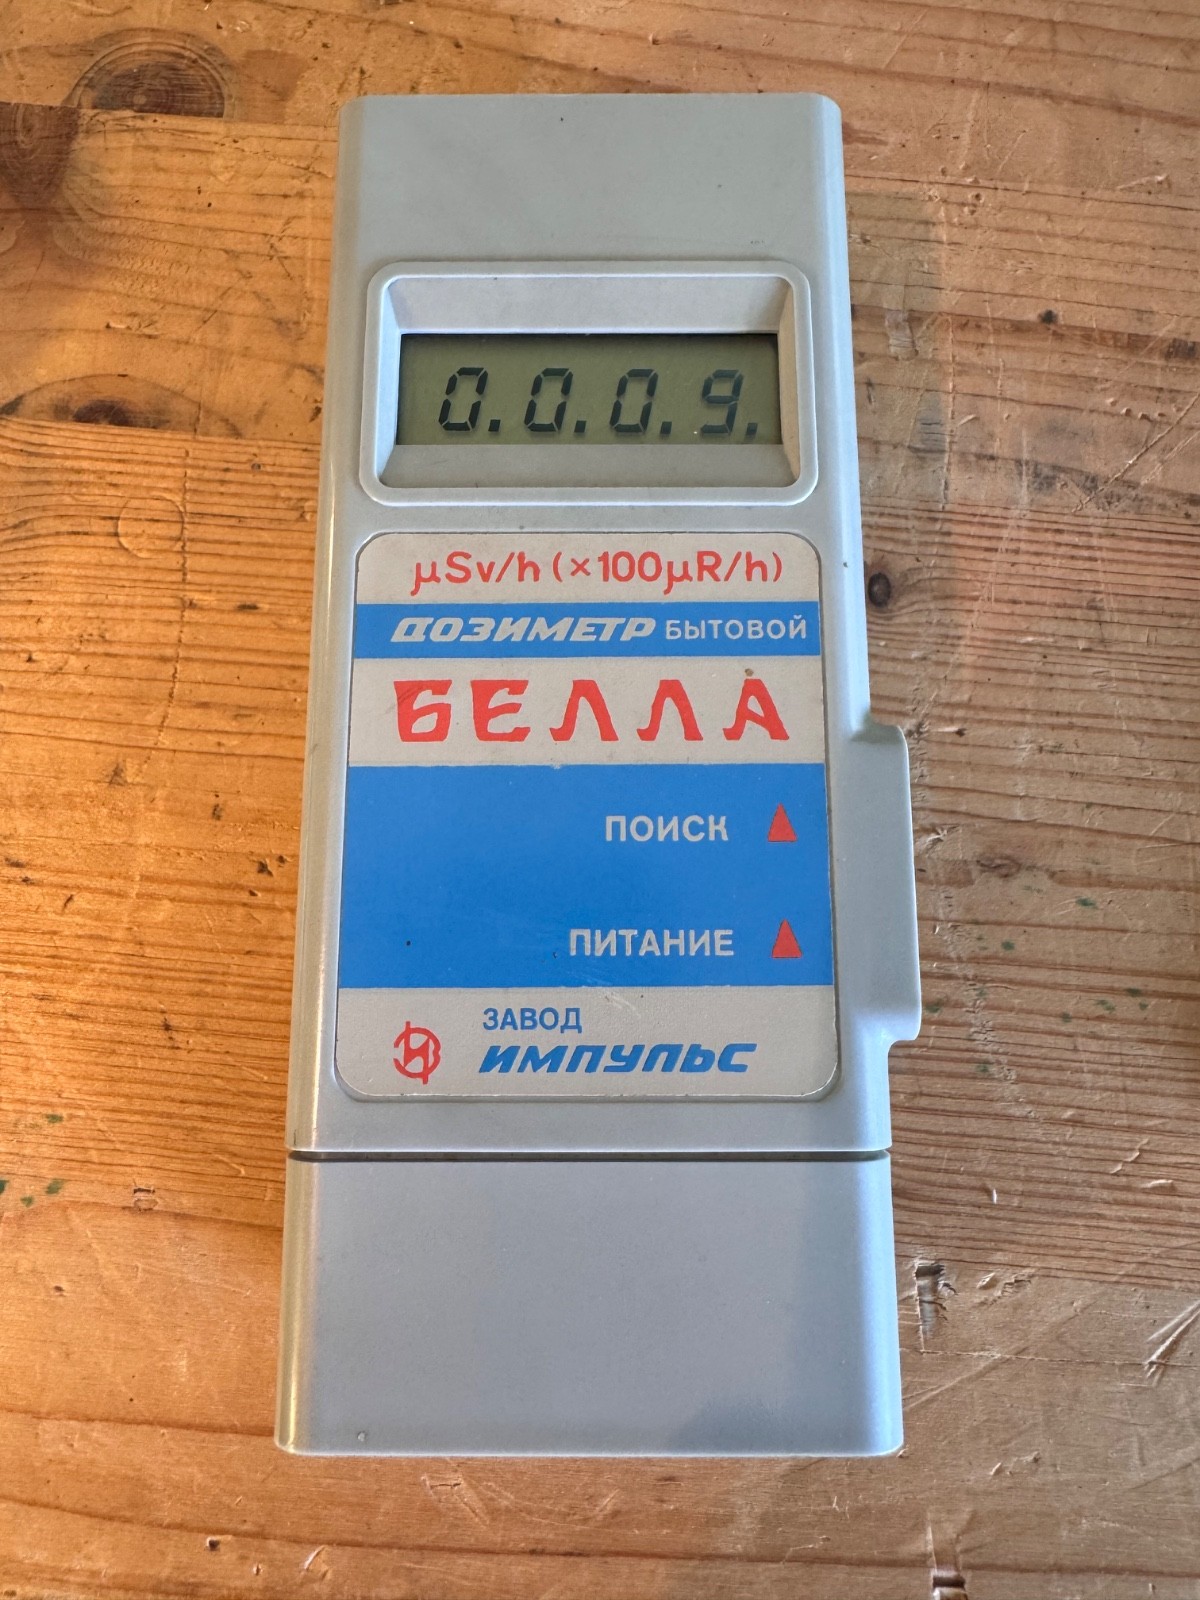 0.0.0.9.
µSv/h (×100µR/h)
ДОЗИМЕТР БЫТОВОЙ
БЕЛЛА
ПОИСК
ПИТАНИЕ
ЗАВОД
ИМПУЛЬС